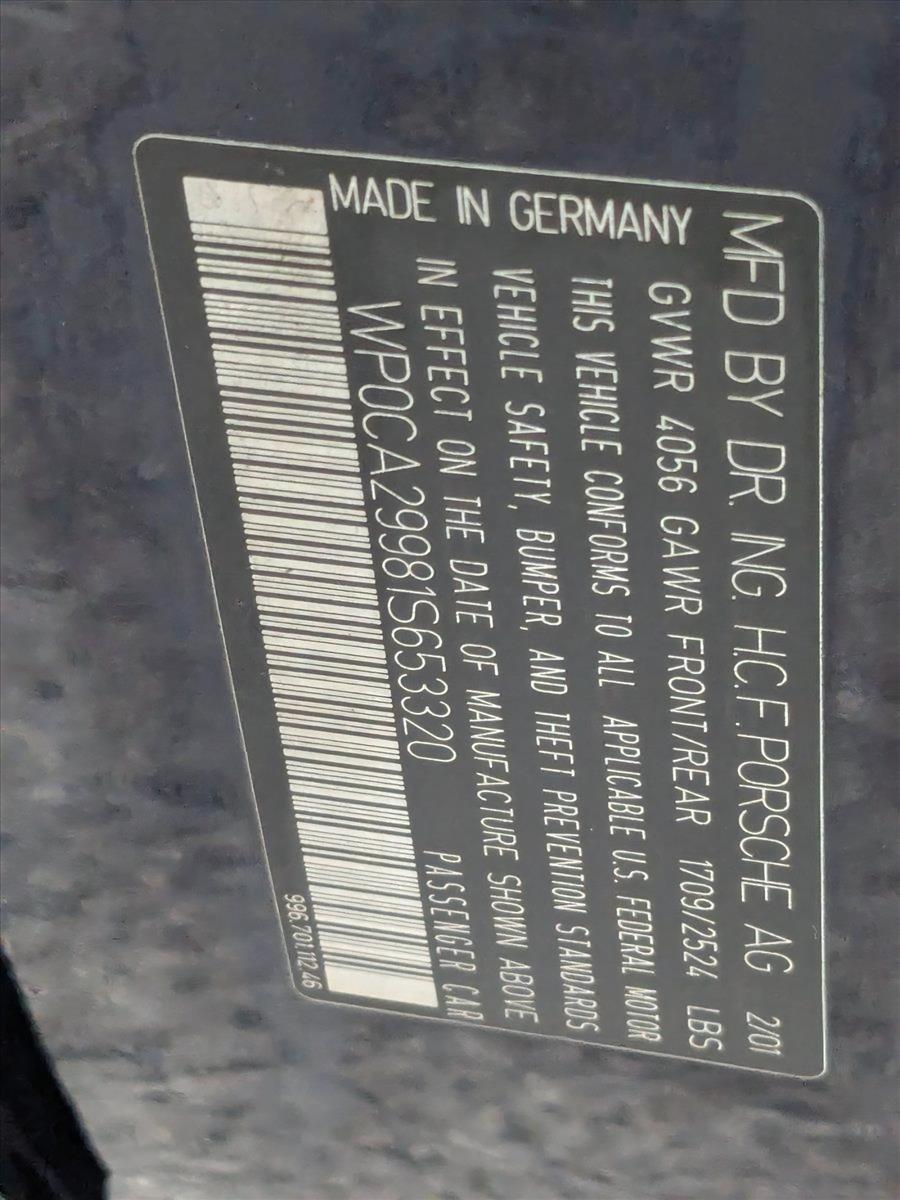 MFD BY DR. ING. H.C.F. PORSCHE AG 2/01
GVWR 4056 GAWR FRONT/REAR 1709/2524 LBS
THIS VEHICLE CONFORMS TO ALL APPLICABLE U.S. FEDERAL MOTOR
VEHICLE SAFETY, BUMPER, AND THEFT PREVENTION STANDARDS
IN EFFECT ON THE DATE OF MANUFACTURE SHOWN ABOVE
WP0CA29981S653320 PASSENGER CAR
MADE IN GERMANY
996.701.112.46